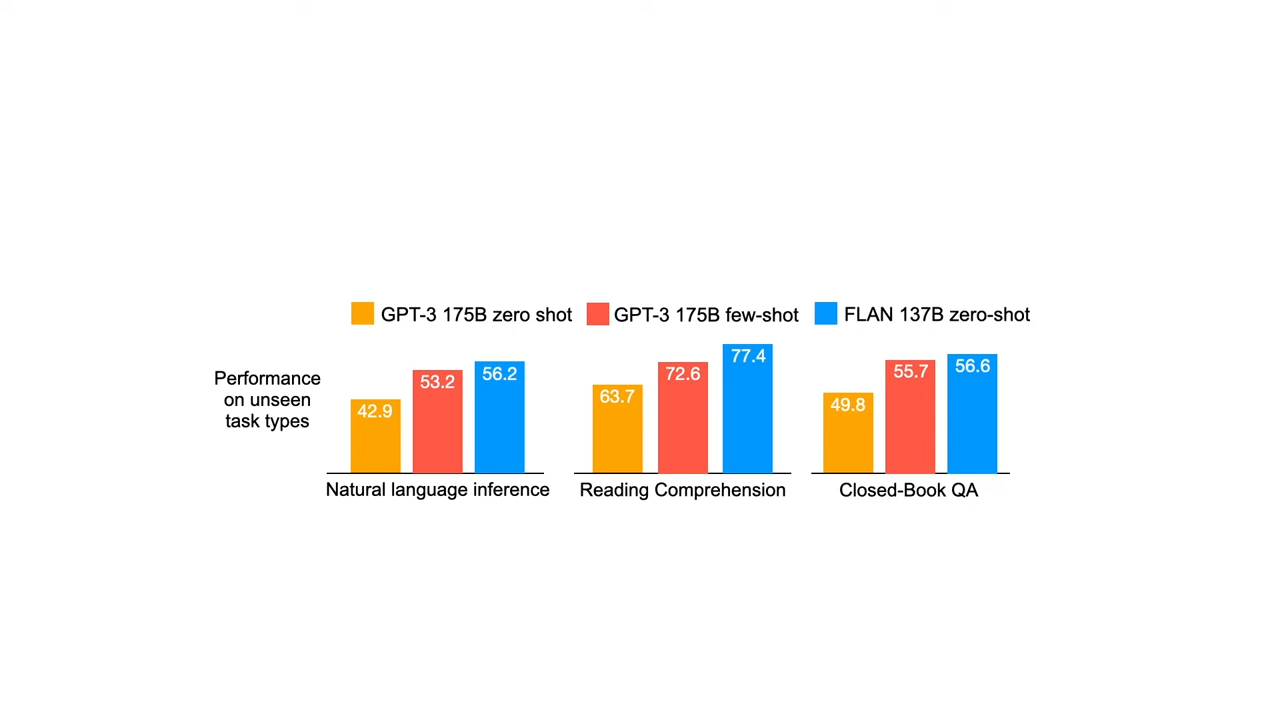 GPT-3 175B zero shot
GPT-3 175B few-shot
FLAN 137B zero-shot
Performance
on unseen
task types
42.9
53.2
56.2
63.7
72.6
77.4
49.8
55.7
56.6
Natural language inference
Reading Comprehension
Closed-Book QA